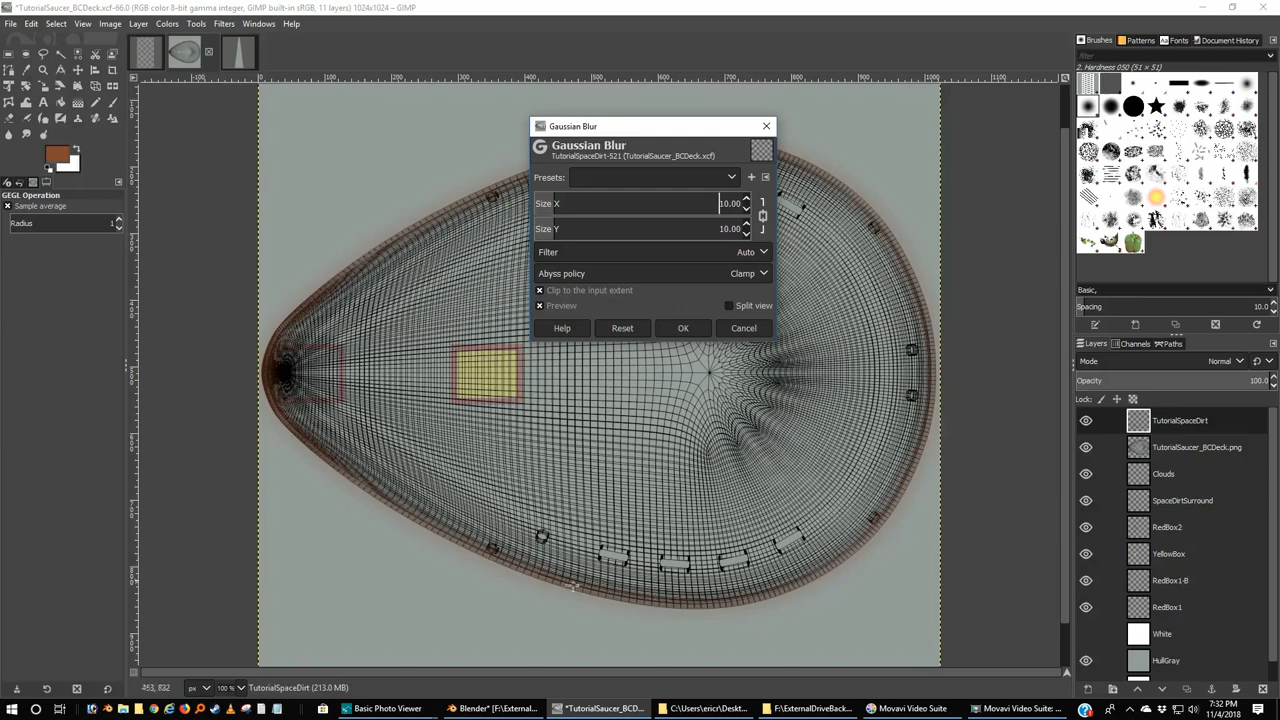 *TutorialSaucer_BCDeck.xcf-66.0 (RGB color 8-bit gamma integer, GIMP built-in sRGB, 11 layers) 1024x1024 – GIMP
File Edit Select View Image Layer Colors Tools Filters Windows Help
Brushes Patterns Fonts Document History
filter
2. Hardness 050 (51 × 51)
Gaussian Blur
Gaussian Blur
TutorialSpaceDirt-521 (TutorialSaucer_BCDeck.xcf)
Presets:
Size X 10.00
Size Y 10.00
Filter Auto
Abyss policy Clamp
Clip to the input extent
Preview Split view
Help Reset OK Cancel
GEGL Operation
Sample average
Radius 1
Basic,
Spacing 10.0
Layers Channels Paths
Mode Normal
Opacity 100.0
Lock:
TutorialSpaceDirt
TutorialSaucer_BCDeck.png
Clouds
SpaceDirtSurround
RedBox2
YellowBox
RedBox1-B
RedBox1
White
HullGray
453, 832 px 100 % TutorialSpaceDirt (213.0 MB)
Basic Photo Viewer
Blender* [F:\External...
*TutorialSaucer_BCD...
C:\Users\ericr\Deskt...
F:\ExternalDriveBack...
Movavi Video Suite
Movavi Video Suite:...
7:32 PM
11/4/2018